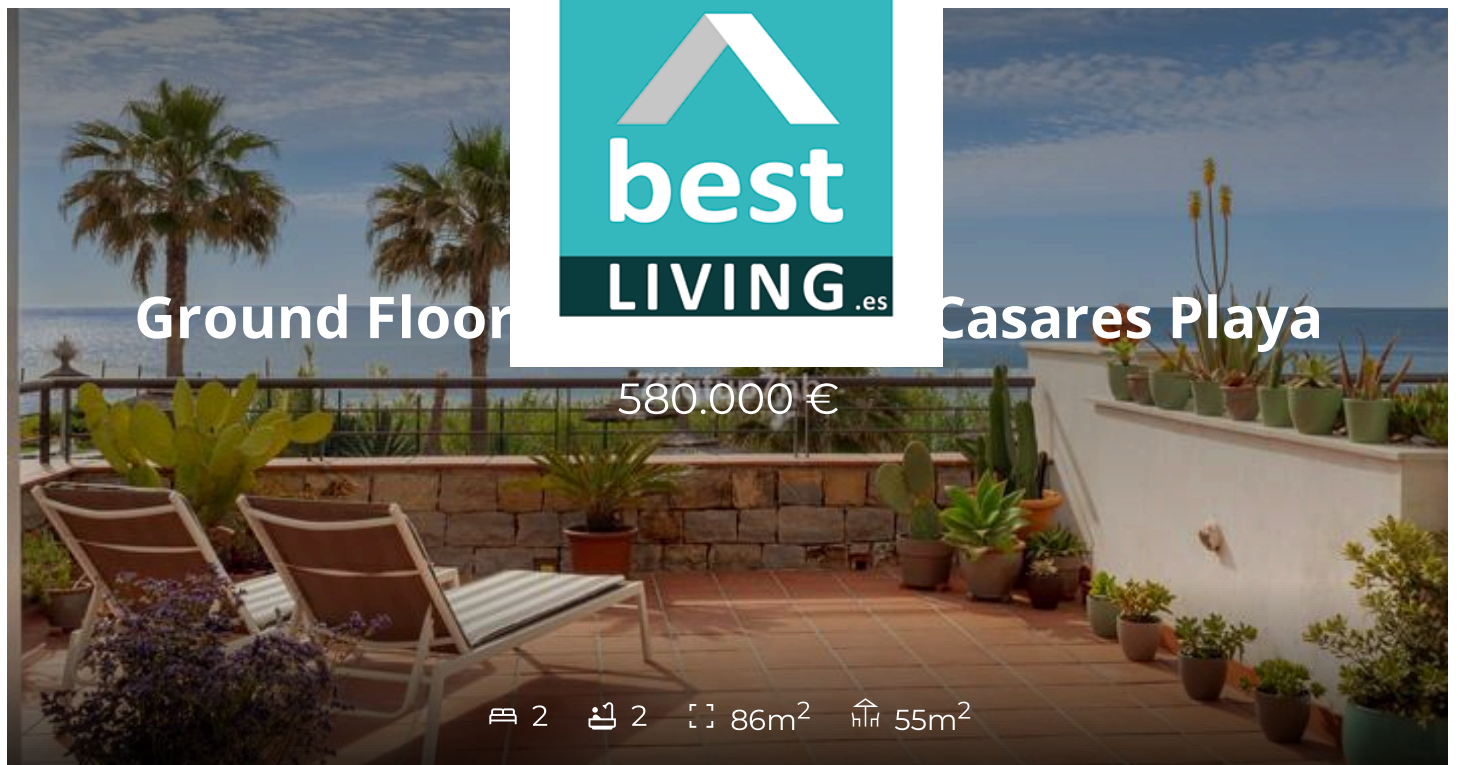 best
LIVING.es
Ground Floor Casares Playa
580.000 €
2 2 86m² 55m²